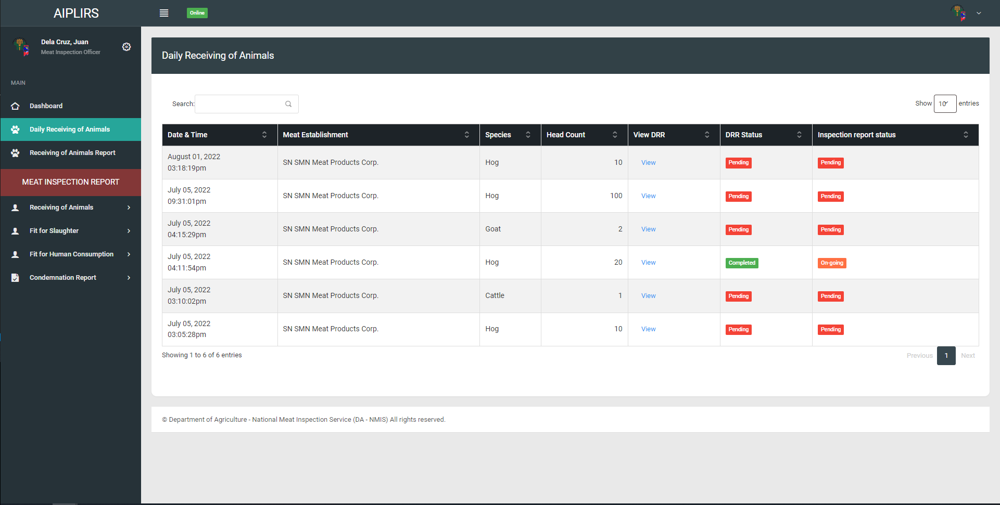 AIPLIRS
Online
Dela Cruz, Juan
Meat Inspection Officer
MAIN
Dashboard
Daily Receiving of Animals
Receiving of Animals Report
MEAT INSPECTION REPORT
Receiving of Animals
Fit for Slaughter
Fit for Human Consumption
Condemnation Report
Daily Receiving of Animals
Search:
Show 10 entries
Date & Time Meat Establishment Species Head Count View DRR DRR Status Inspection report status
August 01, 2022
03:18:19pm SN SMN Meat Products Corp. Hog 10 View Pending Pending
July 05, 2022
09:31:01pm SN SMN Meat Products Corp. Hog 100 View Pending Pending
July 05, 2022
04:15:29pm SN SMN Meat Products Corp. Goat 2 View Pending Pending
July 05, 2022
04:11:54pm SN SMN Meat Products Corp. Hog 20 View Completed On-going
July 05, 2022
03:10:02pm SN SMN Meat Products Corp. Cattle 1 View Pending Pending
July 05, 2022
03:05:28pm SN SMN Meat Products Corp. Hog 10 View Pending Pending
Showing 1 to 6 of 6 entries
Previous 1 Next
© Department of Agriculture - National Meat Inspection Service (DA - NMIS) All rights reserved.